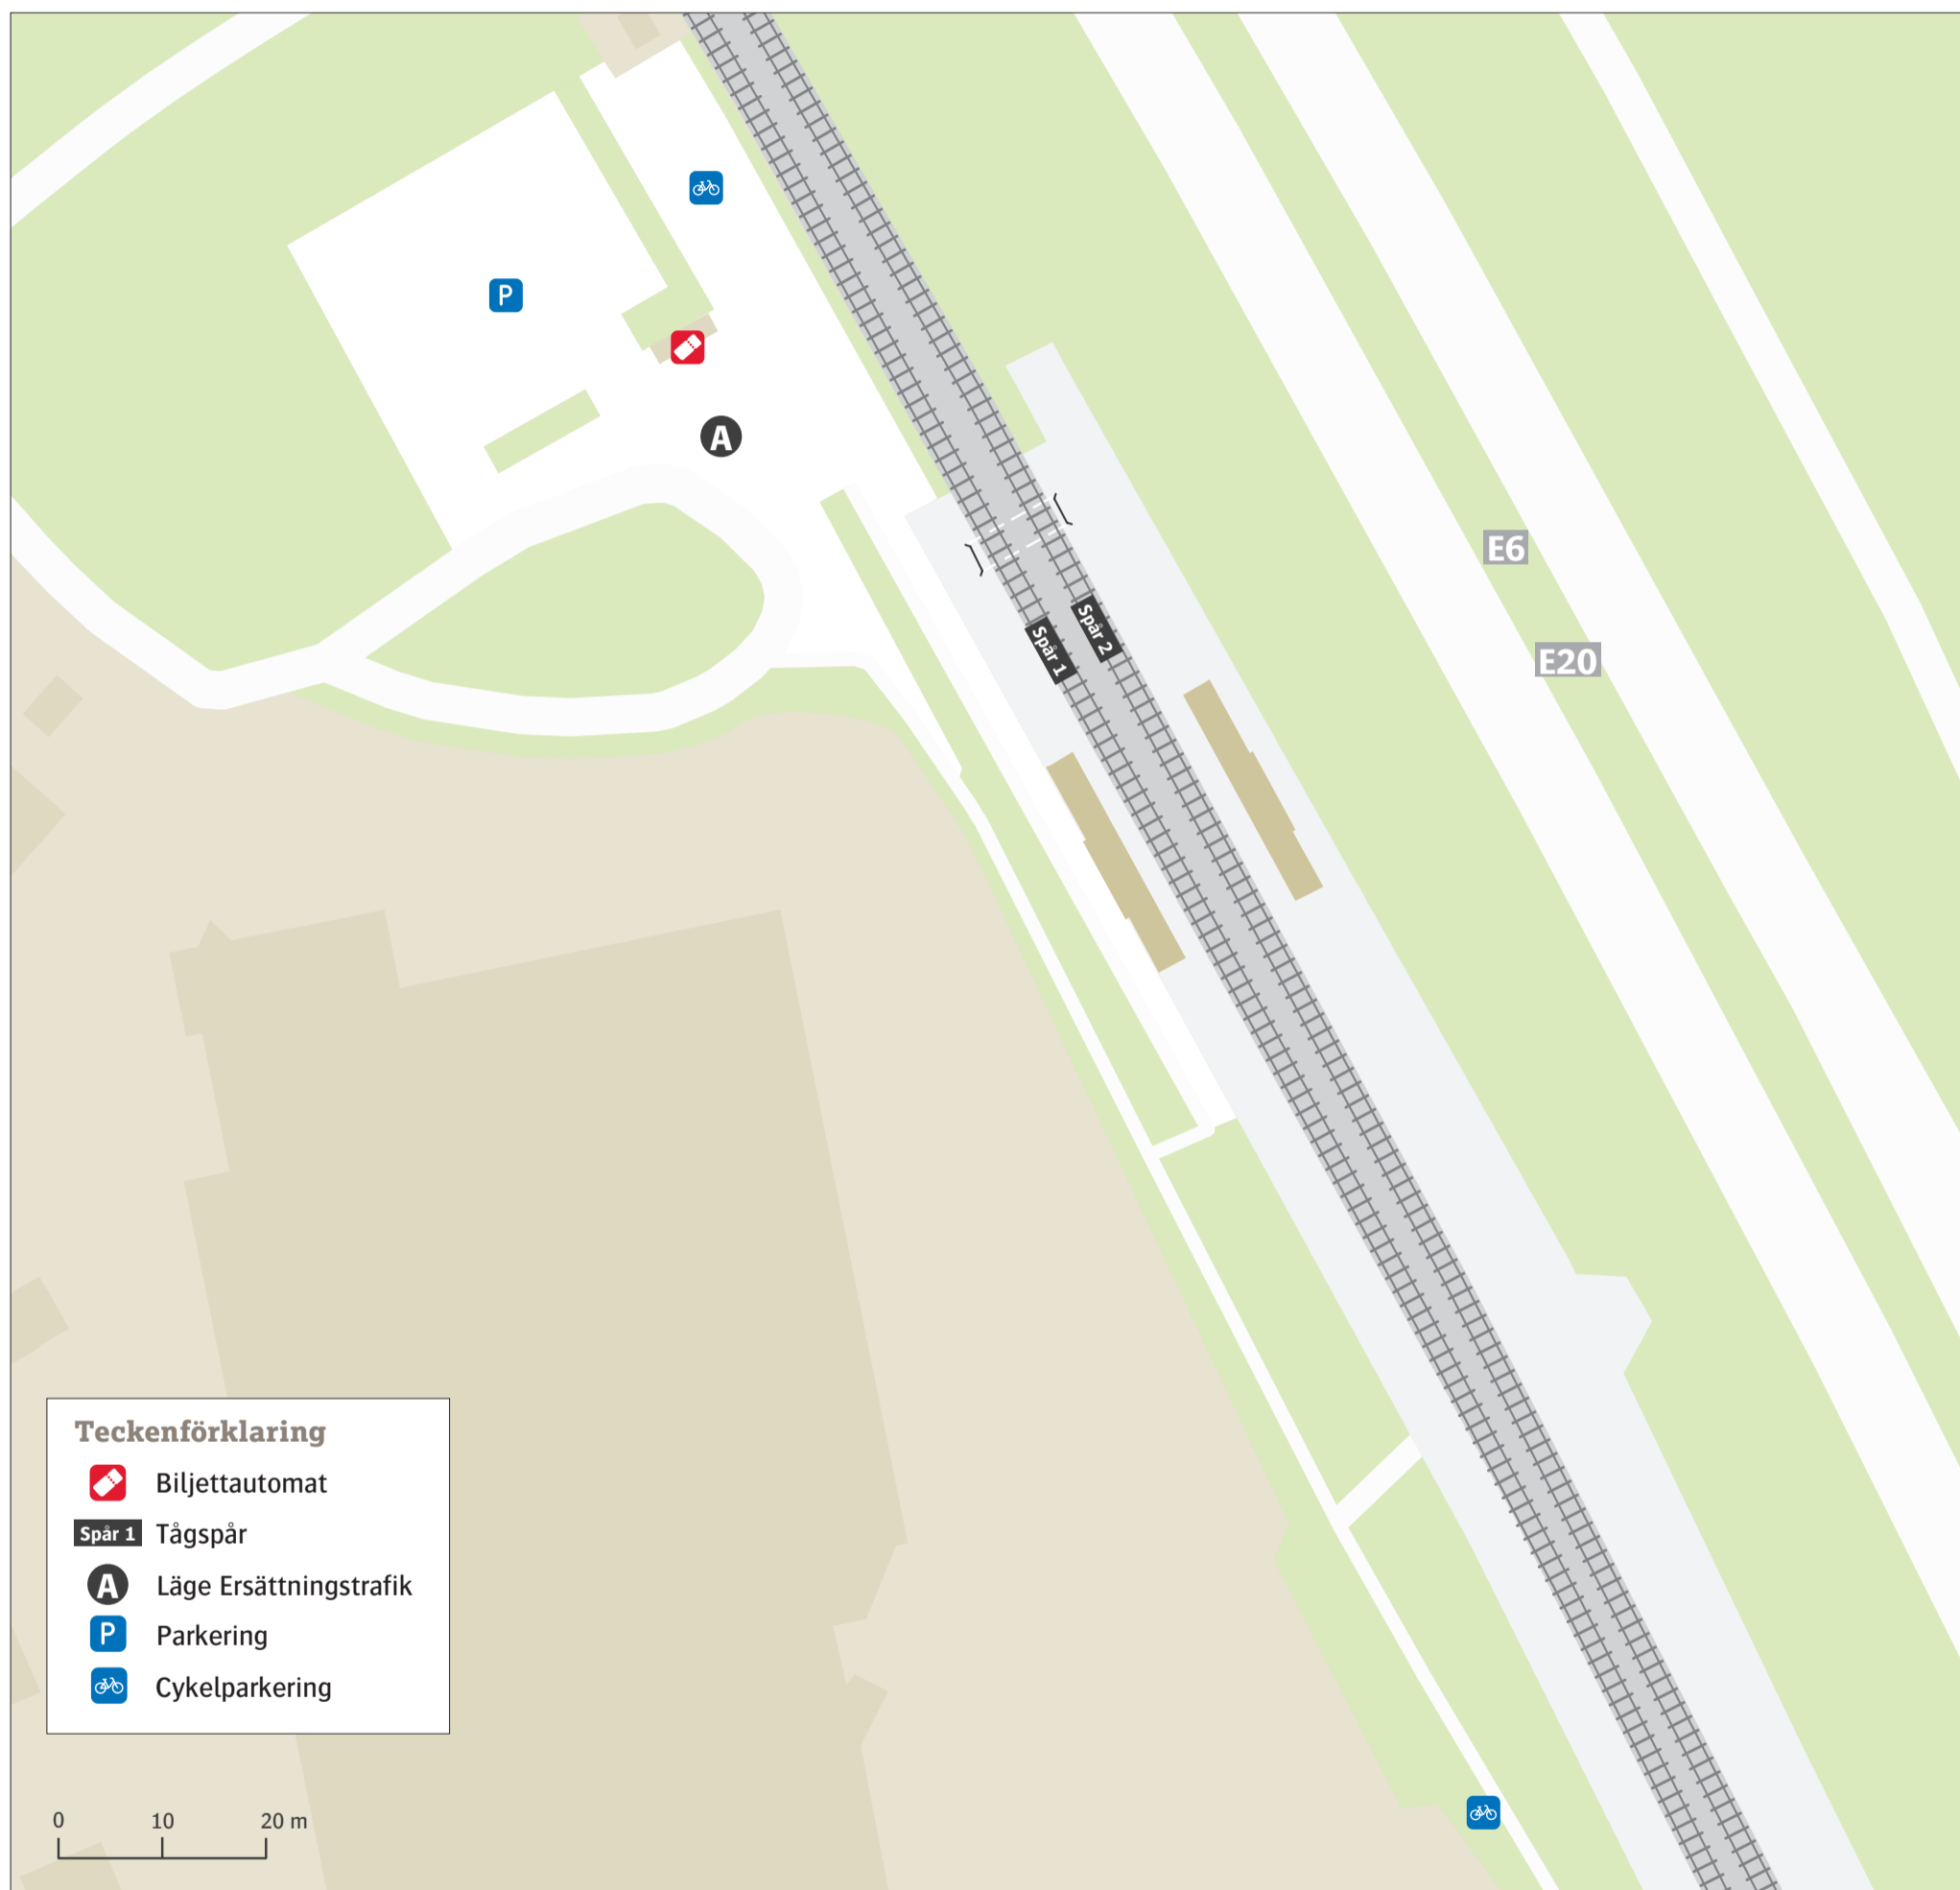 P
A
E6
Spår 2
Spår 1
E20
Teckenförklaring
Biljettautomat
Spår 1 Tågspår
A Läge Ersättningstrafik
P Parkering
Cykelparkering
0 10 20 m